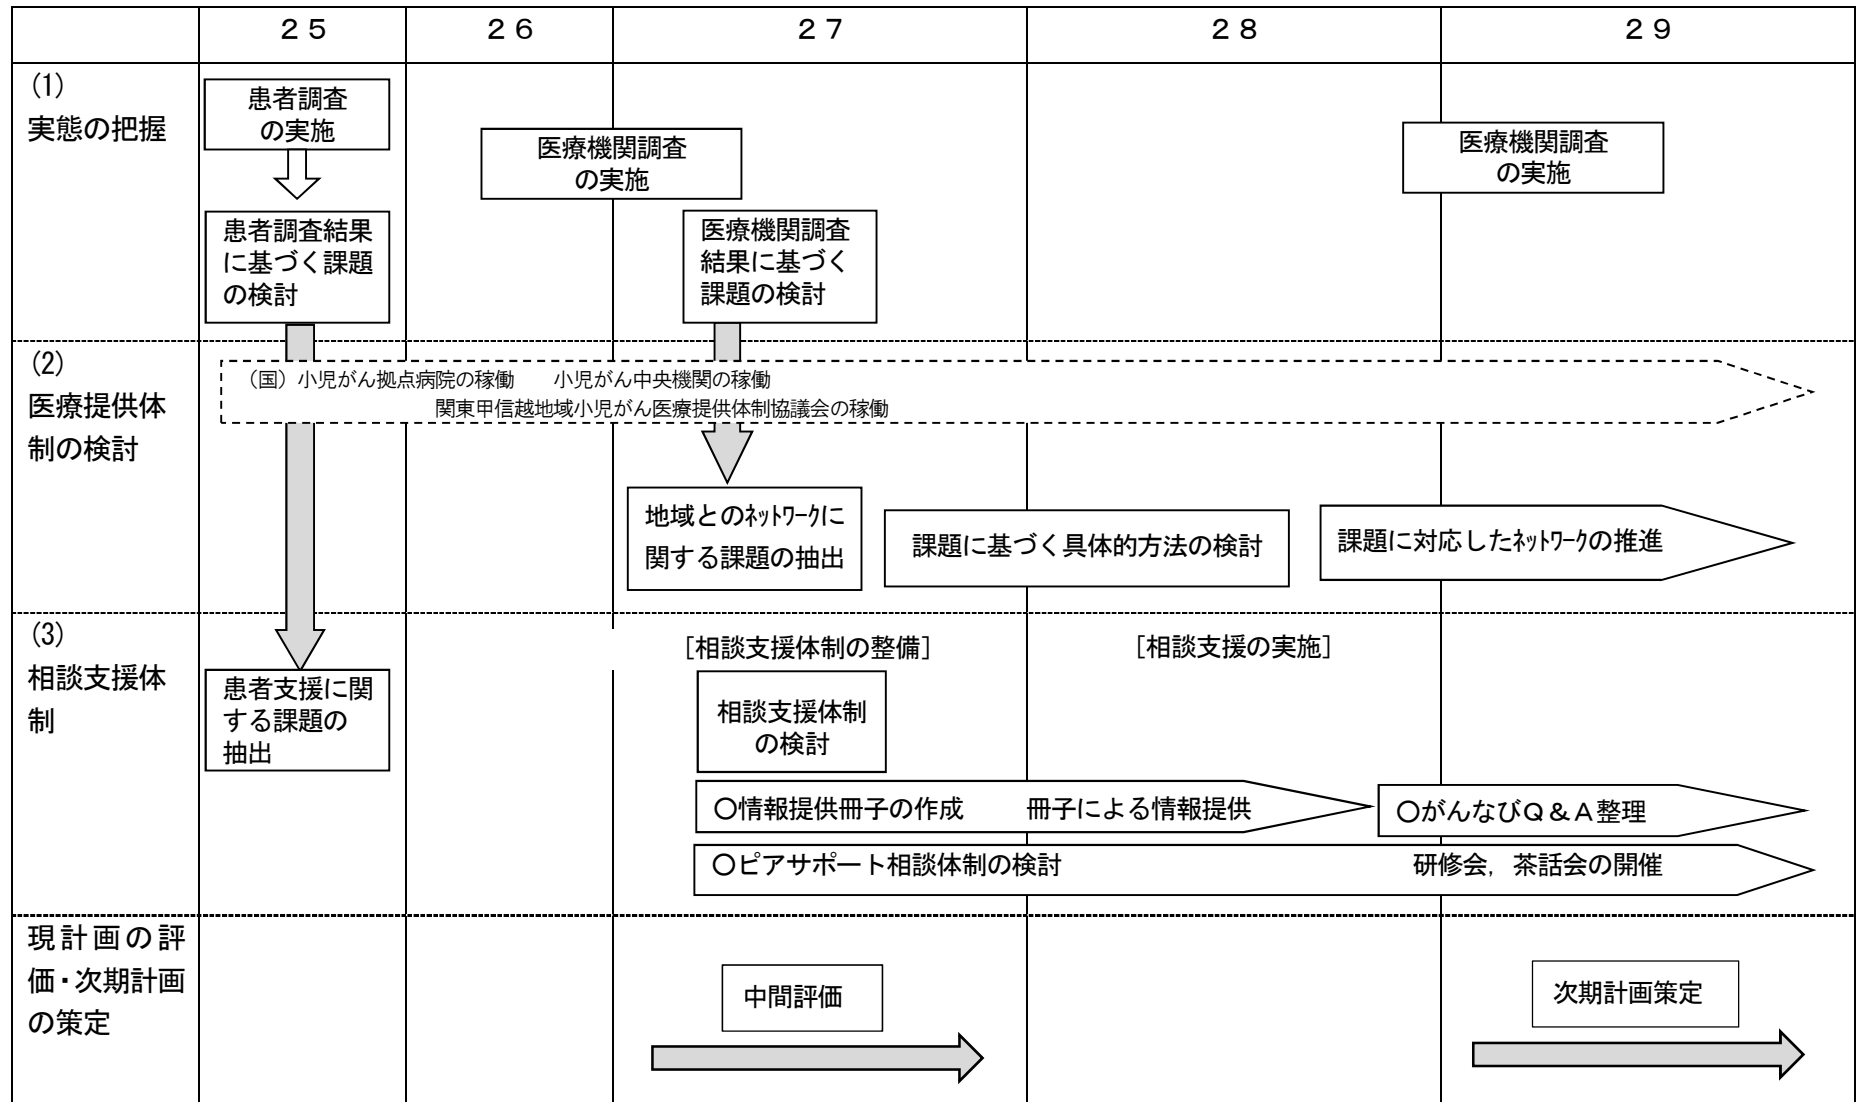 ２５
２６
２７
２８
２９
(1)
実態の把握
患者調査
の実施
医療機関調査
の実施
医療機関調査
の実施
患者調査結果
に基づく課題
の検討
医療機関調査
結果に基づく
課題の検討
(2)
医療提供体
制の検討
（国）小児がん拠点病院の稼働　　小児がん中央機関の稼働
関東甲信越地域小児がん医療提供体制協議会の稼働
地域とのﾈｯﾄﾜｰｸに
関する課題の抽出
課題に基づく具体的方法の検討
課題に対応したﾈｯﾄﾜｰｸの推進
(3)
相談支援体
制
［相談支援体制の整備］
［相談支援の実施］
患者支援に関
する課題の
抽出
相談支援体制
の検討
○情報提供冊子の作成　　冊子による情報提供
○がんなびＱ＆Ａ整理
○ピアサポート相談体制の検討
研修会，茶話会の開催
現計画の評
価・次期計画
の策定
中間評価
次期計画策定